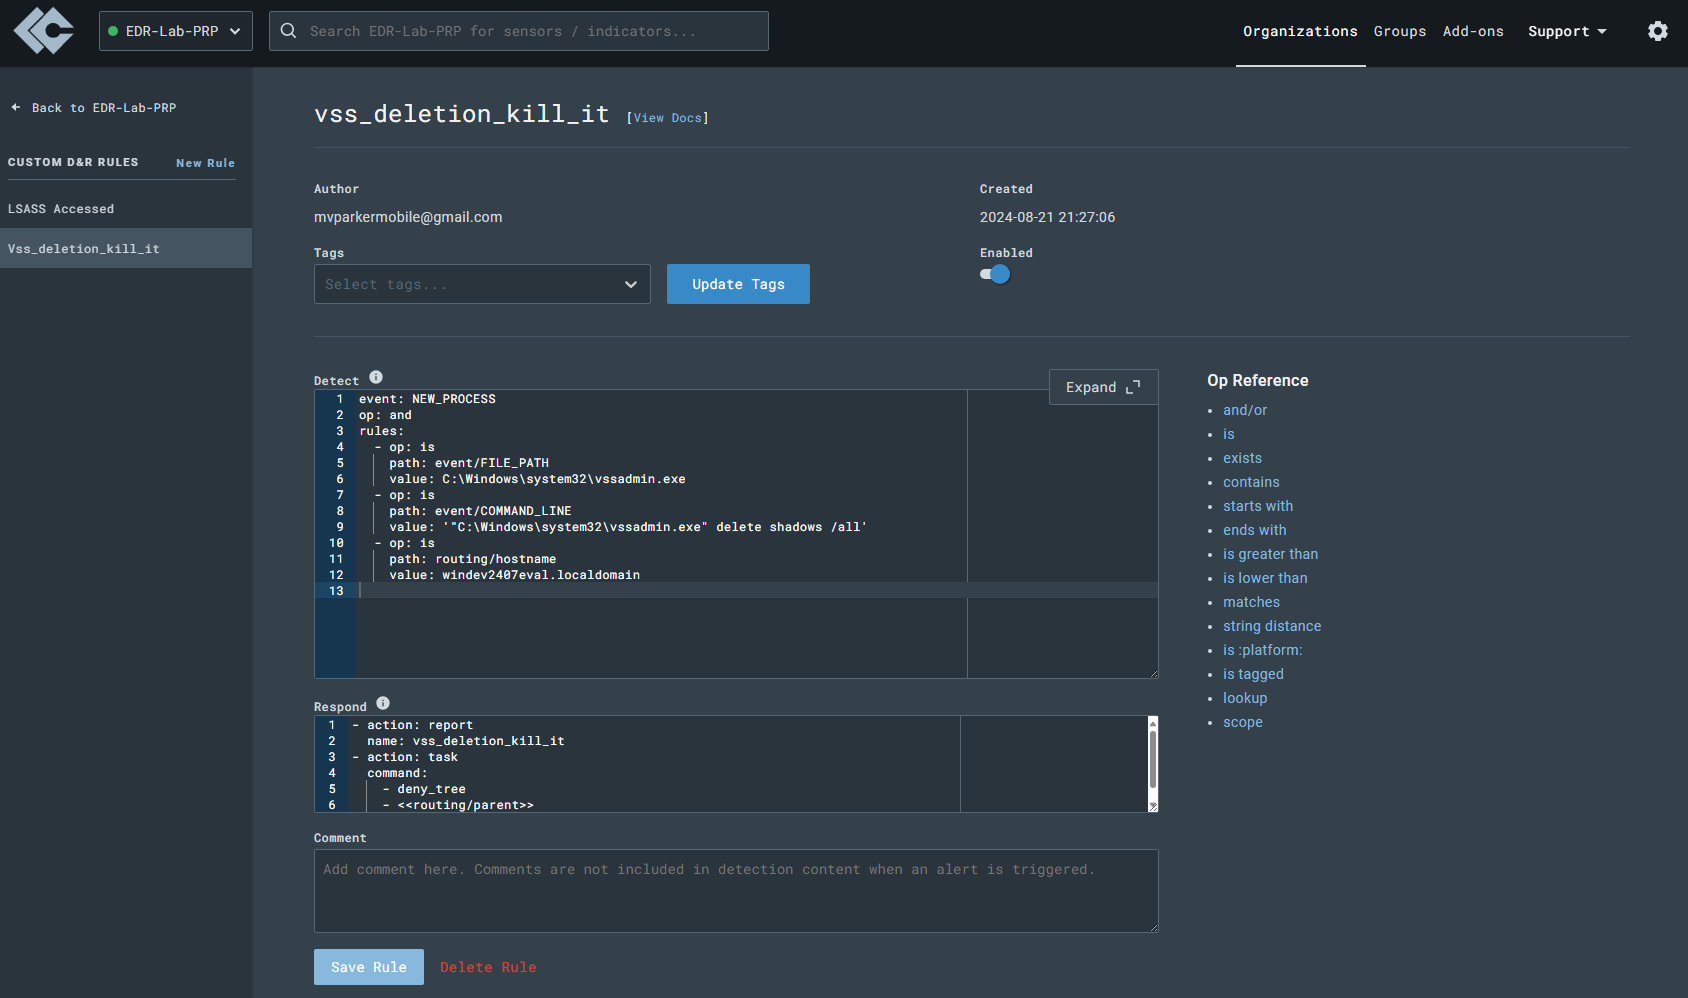 EDR-Lab-PRP
Search EDR-Lab-PRP for sensors / indicators...
Organizations
Groups
Add-ons
Support
Back to EDR-Lab-PRP
CUSTOM D&R RULES
New Rule
LSASS Accessed
Vss_deletion_kill_it
vss_deletion_kill_it [View Docs]
Author
mvparkermobile@gmail.com
Created
2024-08-21 21:27:06
Tags
Select tags...
Update Tags
Enabled
Detect
Expand
1 event: NEW_PROCESS
2 op: and
3 rules:
4   - op: is
5     path: event/FILE_PATH
6     value: C:\Windows\system32\vssadmin.exe
7   - op: is
8     path: event/COMMAND_LINE
9     value: '"C:\Windows\system32\vssadmin.exe" delete shadows /all'
10   - op: is
11     path: routing/hostname
12     value: windev2407eval.localdomain
13
Respond
1 - action: report
2   name: vss_deletion_kill_it
3 - action: task
4   command:
5     - deny_tree
6     - <<routing/parent>>
Comment
Add comment here. Comments are not included in detection content when an alert is triggered.
Save Rule
Delete Rule
Op Reference
• and/or
• is
• exists
• contains
• starts with
• ends with
• is greater than
• is lower than
• matches
• string distance
• is :platform:
• is tagged
• lookup
• scope